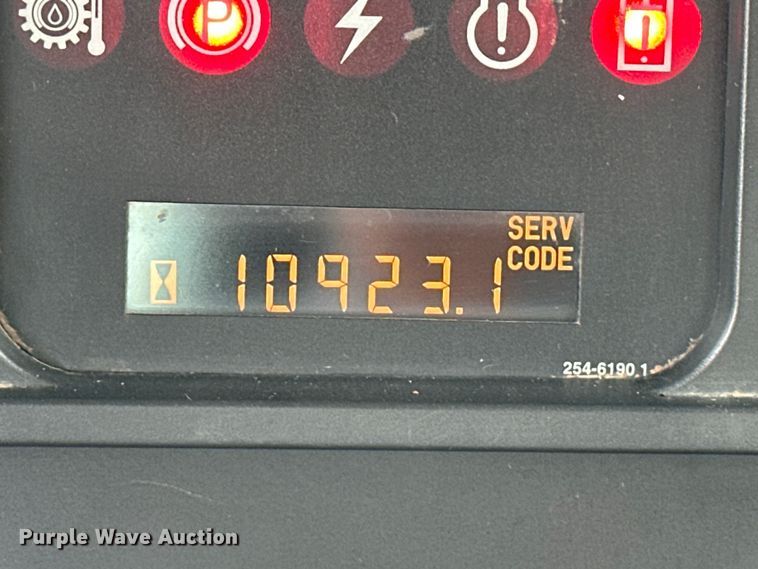 P
SERV
CODE
10923.1
254-6190 1
Purple Wave Auction